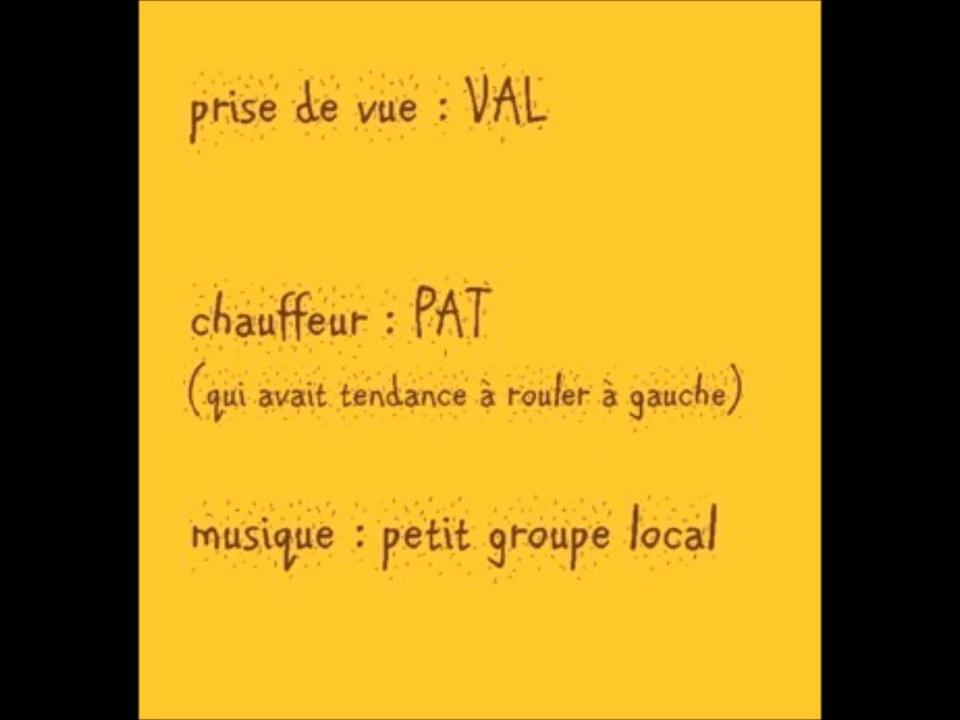 prise de vue : VAL
chauffeur : PAT
(qui avait tendance à rouler à gauche)
musique : petit groupe local